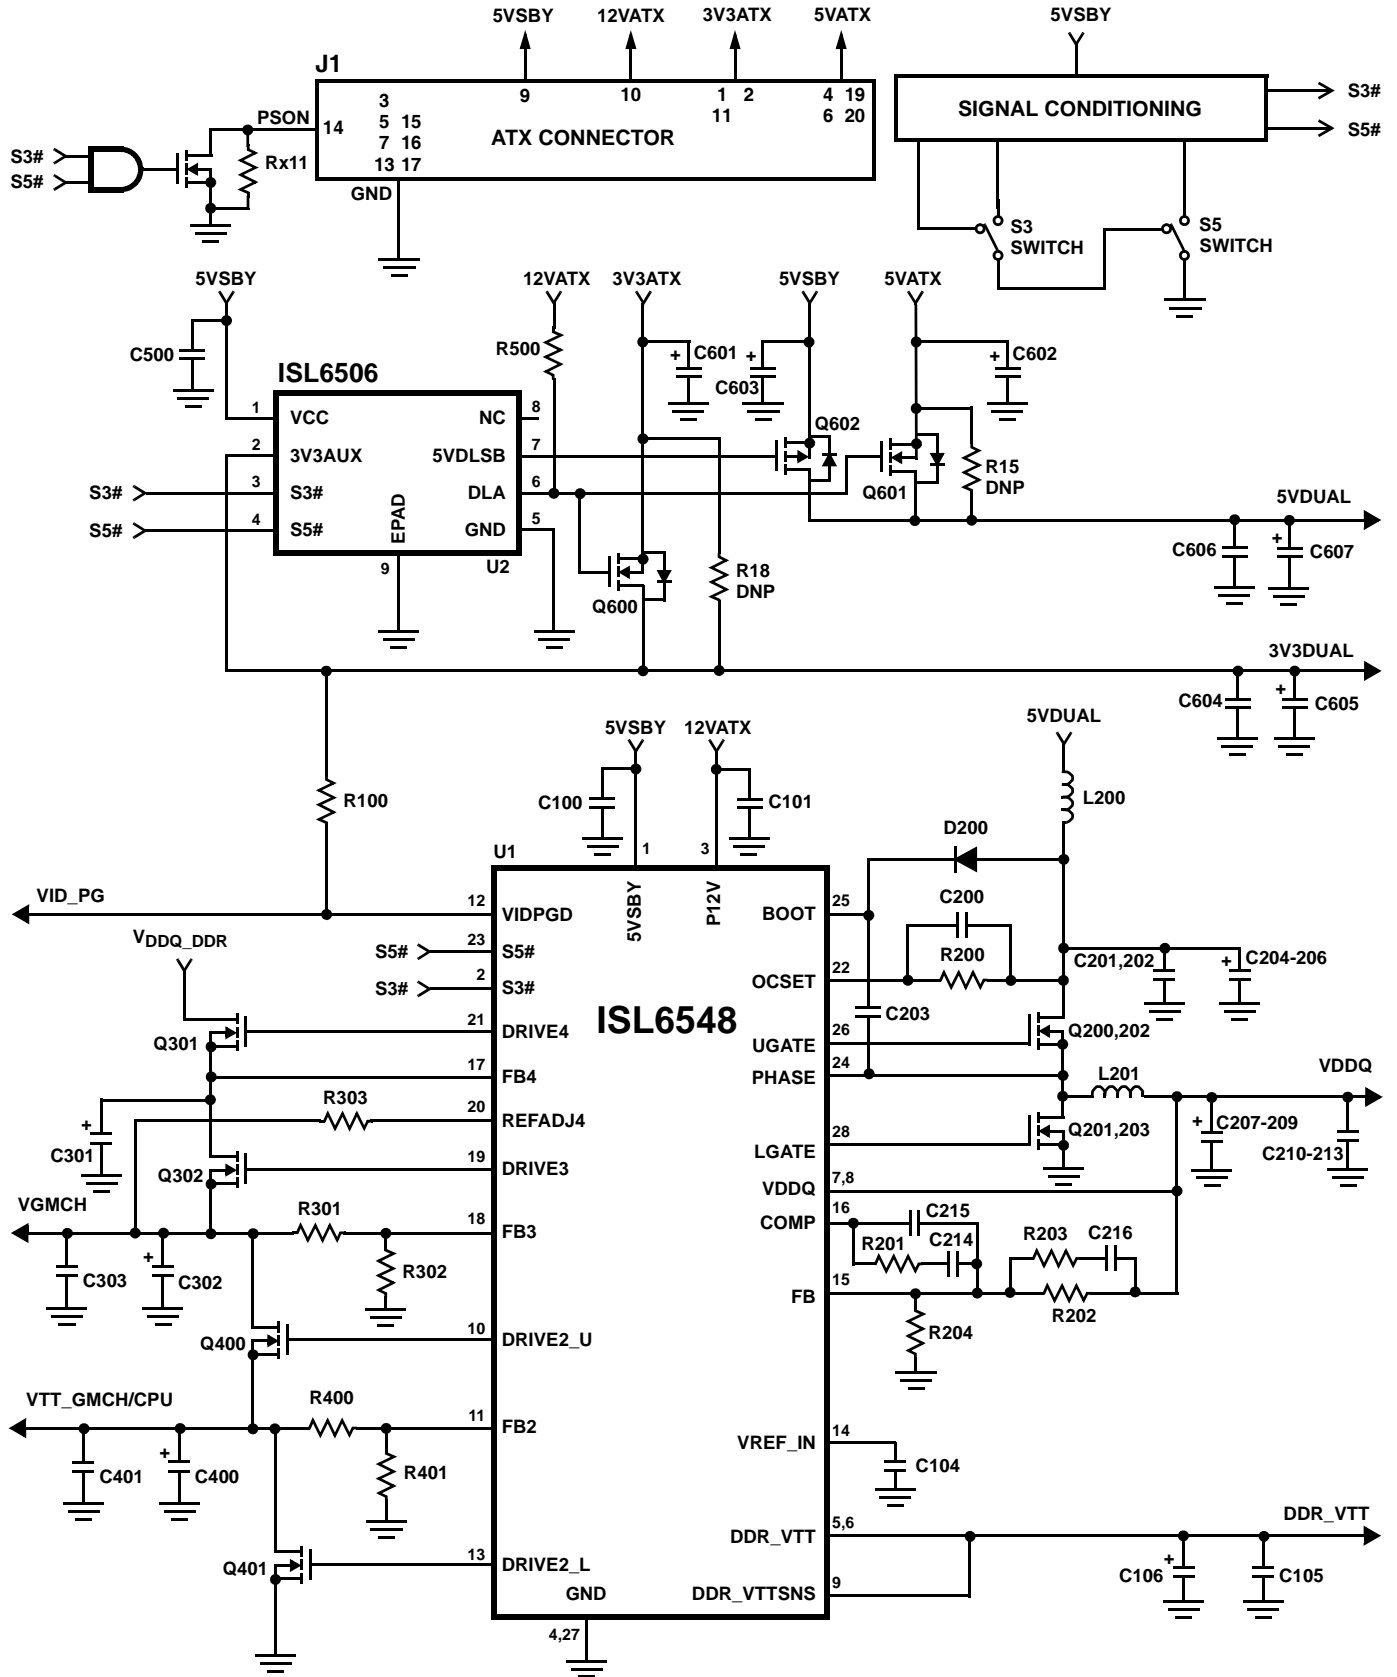 5VSBY 12VATX 3V3ATX 5VATX 5VSBY
J1
9 10 1 2 4 19
11 6 20
3
5 15
7 16
13 17
14
ATX CONNECTOR
PSON
GND
S3#
S5#
Rx11
SIGNAL CONDITIONING
S3#
S5#
S3
SWITCH
S5
SWITCH
5VSBY 12VATX 3V3ATX 5VSBY 5VATX
C500 R500 C601 C603 C602
ISL6506
1 VCC NC 8
2 3V3AUX 5VDLSB 7
S3# 3 S3# DLA 6
S5# 4 S5# GND 5
EPAD
9
U2
Q602
Q601
R15
DNP
5VDUAL
C606 C607
Q600
R18
DNP
3V3DUAL
C604 C605
5VSBY 12VATX 5VDUAL
R100 C100 C101 L200
U1
1 3
5VSBY P12V
ISL6548
VID_PG 12 VIDPGD
S5# 23 S5#
S3# 2 S3#
VDDQ_DDR
Q301 21 DRIVE4
17 FB4
R303 20 REFADJ4
C301
Q302 19 DRIVE3
VGMCH R301 18 FB3
C303 C302 R302
Q400 10 DRIVE2_U
VTT_GMCH/CPU R400 11 FB2
C401 C400 R401
Q401 13 DRIVE2_L
GND
4,27
D200
BOOT 25
C200
OCSET 22 R200
C201,202 C204-206
C203
UGATE 26 Q200,202
PHASE 24
L201 VDDQ
LGATE 28 Q201,203
C207-209
C210-213
VDDQ 7,8
COMP 16 C215
R201 C214 R203 C216
FB 15 R202
R204
VREF_IN 14
C104
DDR_VTT 5,6 DDR_VTT
C106 C105
DDR_VTTSNS 9